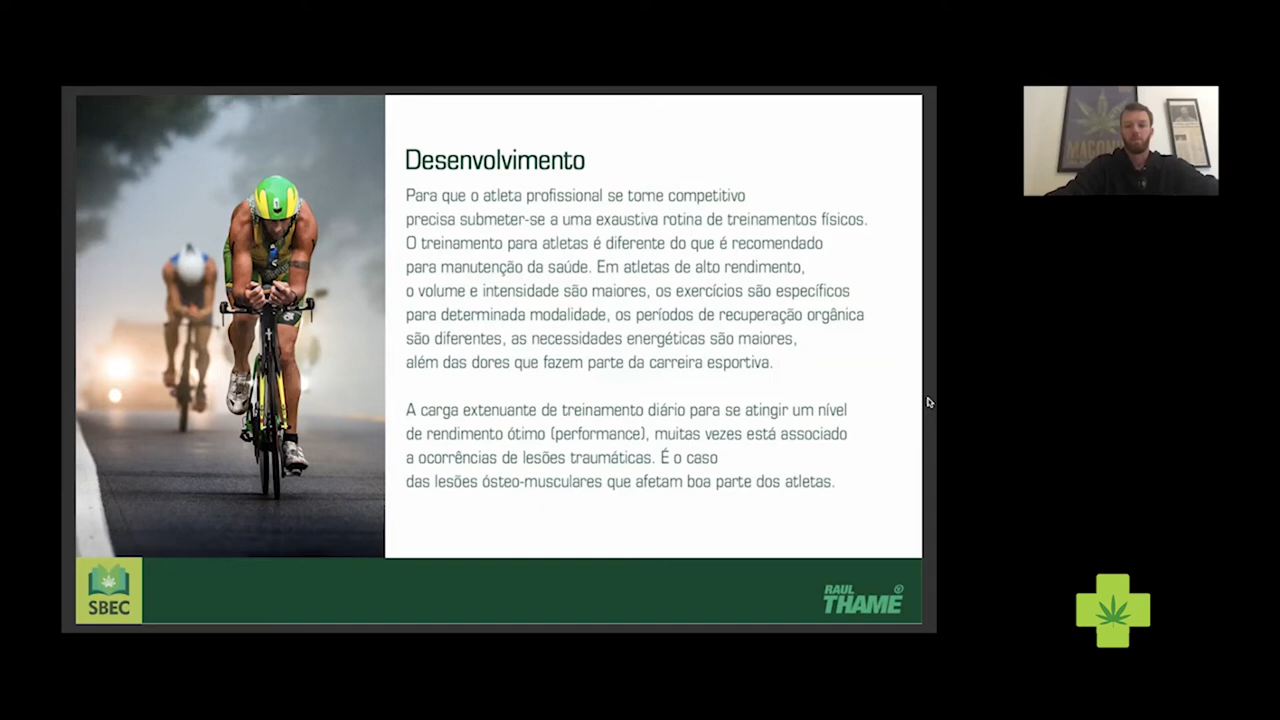 Desenvolvimento
Para que o atleta profissional se torne competitivo
precisa submeter-se a uma exaustiva rotina de treinamentos físicos.
O treinamento para atletas é diferente do que é recomendado
para manutenção da saúde. Em atletas de alto rendimento,
o volume e intensidade são maiores, os exercícios são específicos
para determinada modalidade, os períodos de recuperação orgânica
são diferentes, as necessidades energéticas são maiores,
além das dores que fazem parte da carreira esportiva.
A carga extenuante de treinamento diário para se atingir um nível
de rendimento ótimo (performance), muitas vezes está associado
a ocorrências de lesões traumáticas. É o caso
das lesões ósteo-musculares que afetam boa parte dos atletas.
SBEC
RAUL
THAME